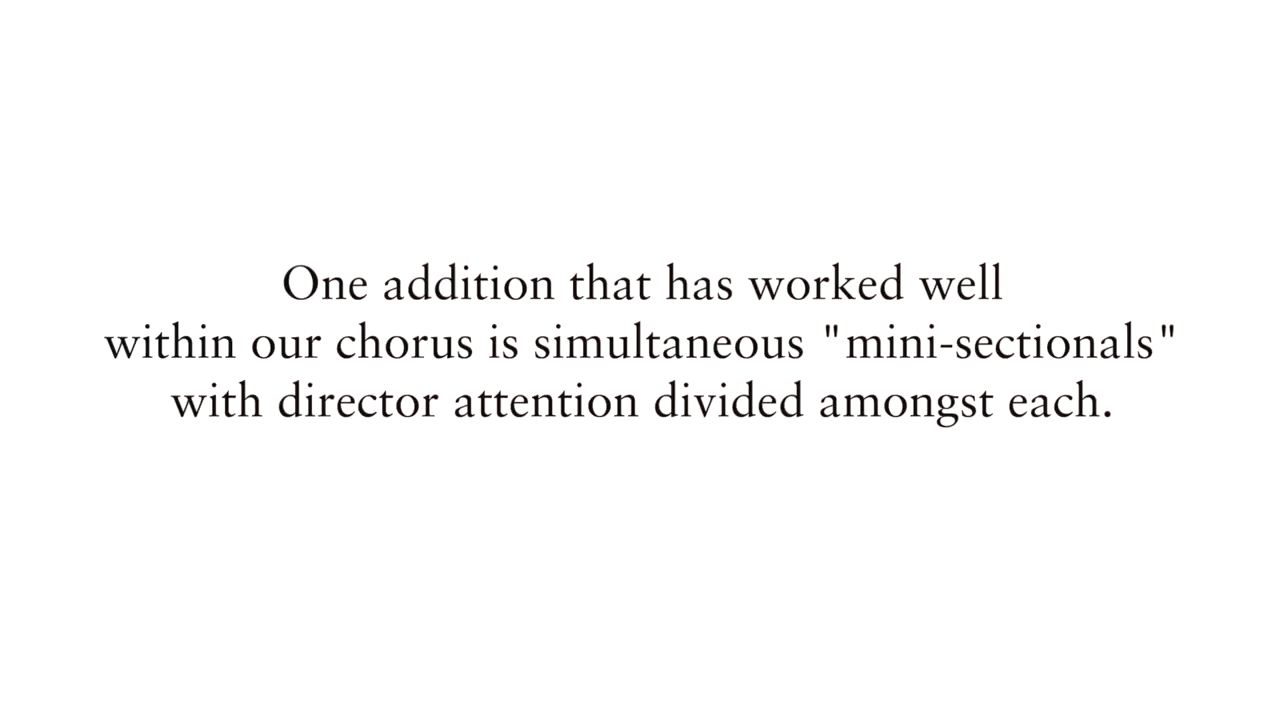 One addition that has worked well
within our chorus is simultaneous "mini-sectionals"
with director attention divided amongst each.